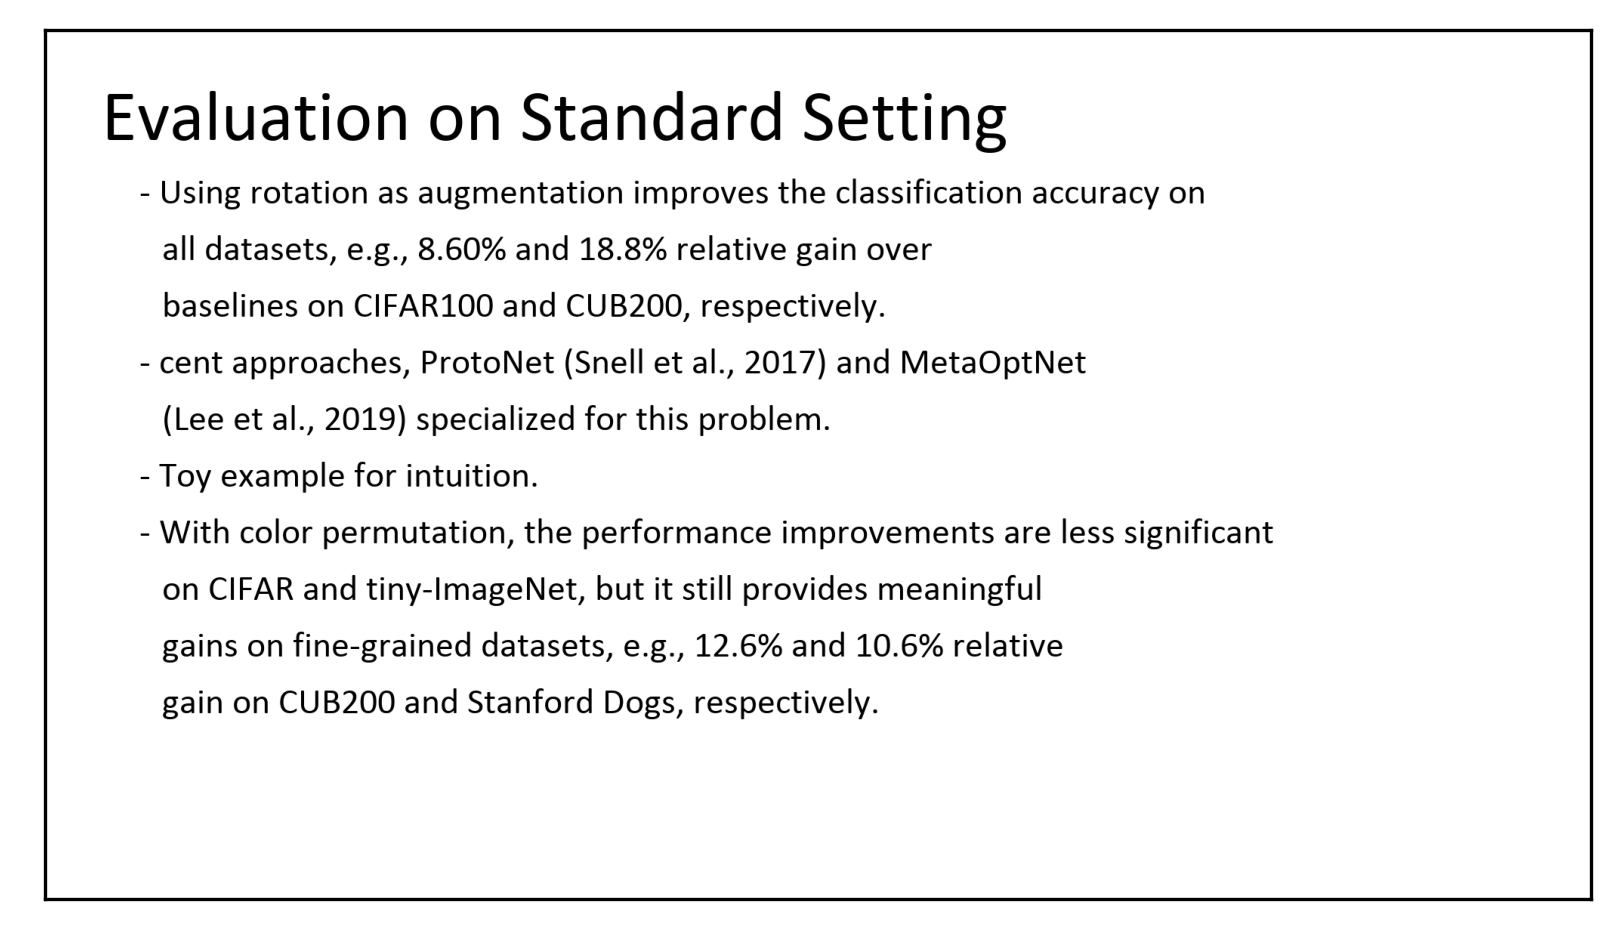 Evaluation on Standard Setting
- Using rotation as augmentation improves the classification accuracy on
all datasets, e.g., 8.60% and 18.8% relative gain over
baselines on CIFAR100 and CUB200, respectively.
- cent approaches, ProtoNet (Snell et al., 2017) and MetaOptNet
(Lee et al., 2019) specialized for this problem.
- Toy example for intuition.
- With color permutation, the performance improvements are less significant
on CIFAR and tiny-ImageNet, but it still provides meaningful
gains on fine-grained datasets, e.g., 12.6% and 10.6% relative
gain on CUB200 and Stanford Dogs, respectively.